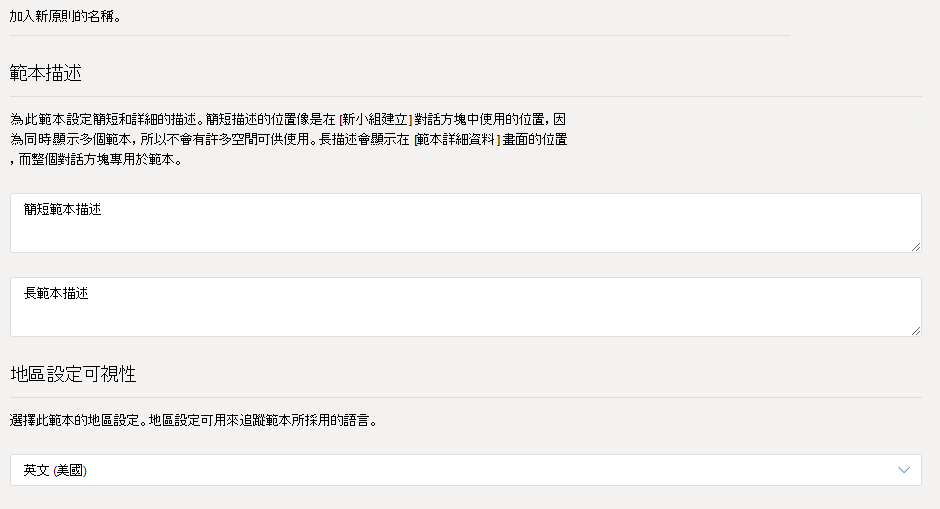 加入新原則的名稱。
範本描述
為此範本設定簡短和詳細的描述。簡短描述的位置像是在 [新小組建立] 對話方塊中使用的位置，因
為同時顯示多個範本，所以不會有許多空間可供使用。長描述會顯示在 [範本詳細資料] 畫面的位置
，而整個對話方塊專用於範本。
簡短範本描述
長範本描述
地區設定可視性
選擇此範本的地區設定。地區設定可用來追蹤範本所採用的語言。
英文 (美國)